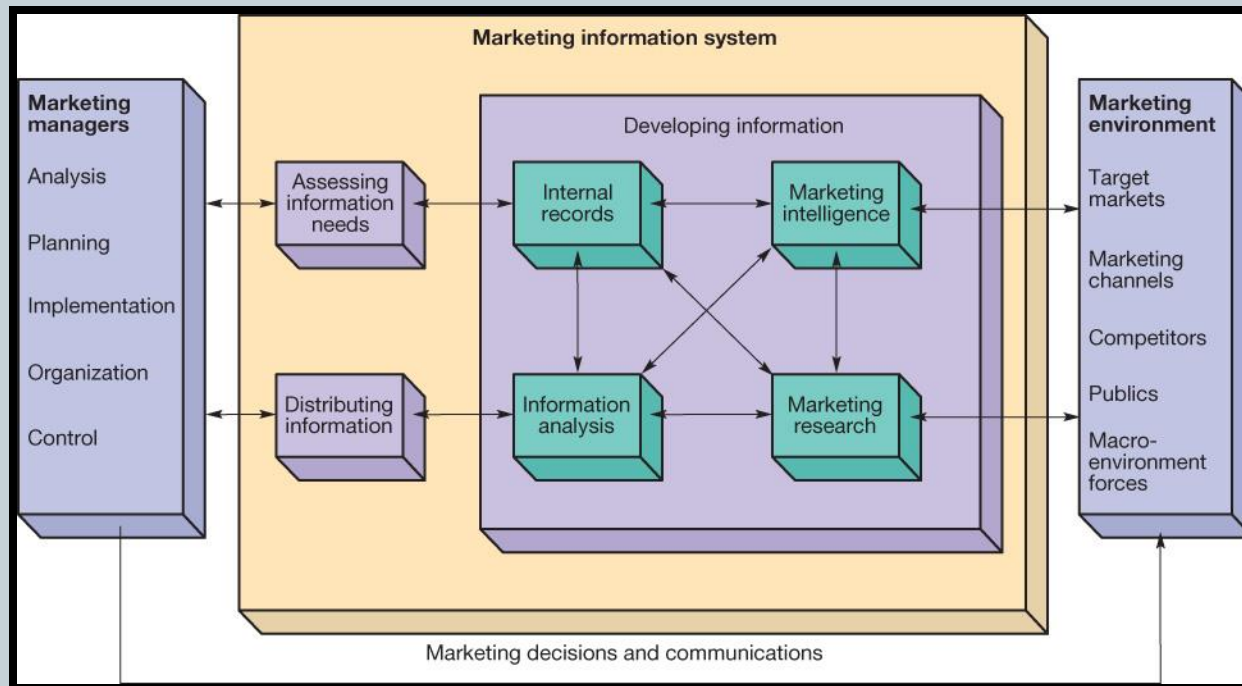 Marketing information system
Marketing
managers
Analysis
Planning
Implementation
Organization
Control
Assessing
information
needs
Distributing
information
Developing information
Internal
records
Marketing
intelligence
Information
analysis
Marketing
research
Marketing
environment
Target
markets
Marketing
channels
Competitors
Publics
Macro-
environment
forces
Marketing decisions and communications